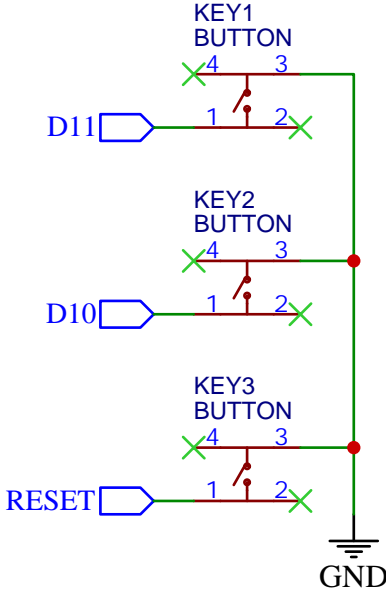 KEY1
BUTTON
4 3
D11 1 2
KEY2
BUTTON
4 3
D10 1 2
KEY3
BUTTON
4 3
RESET 1 2
GND